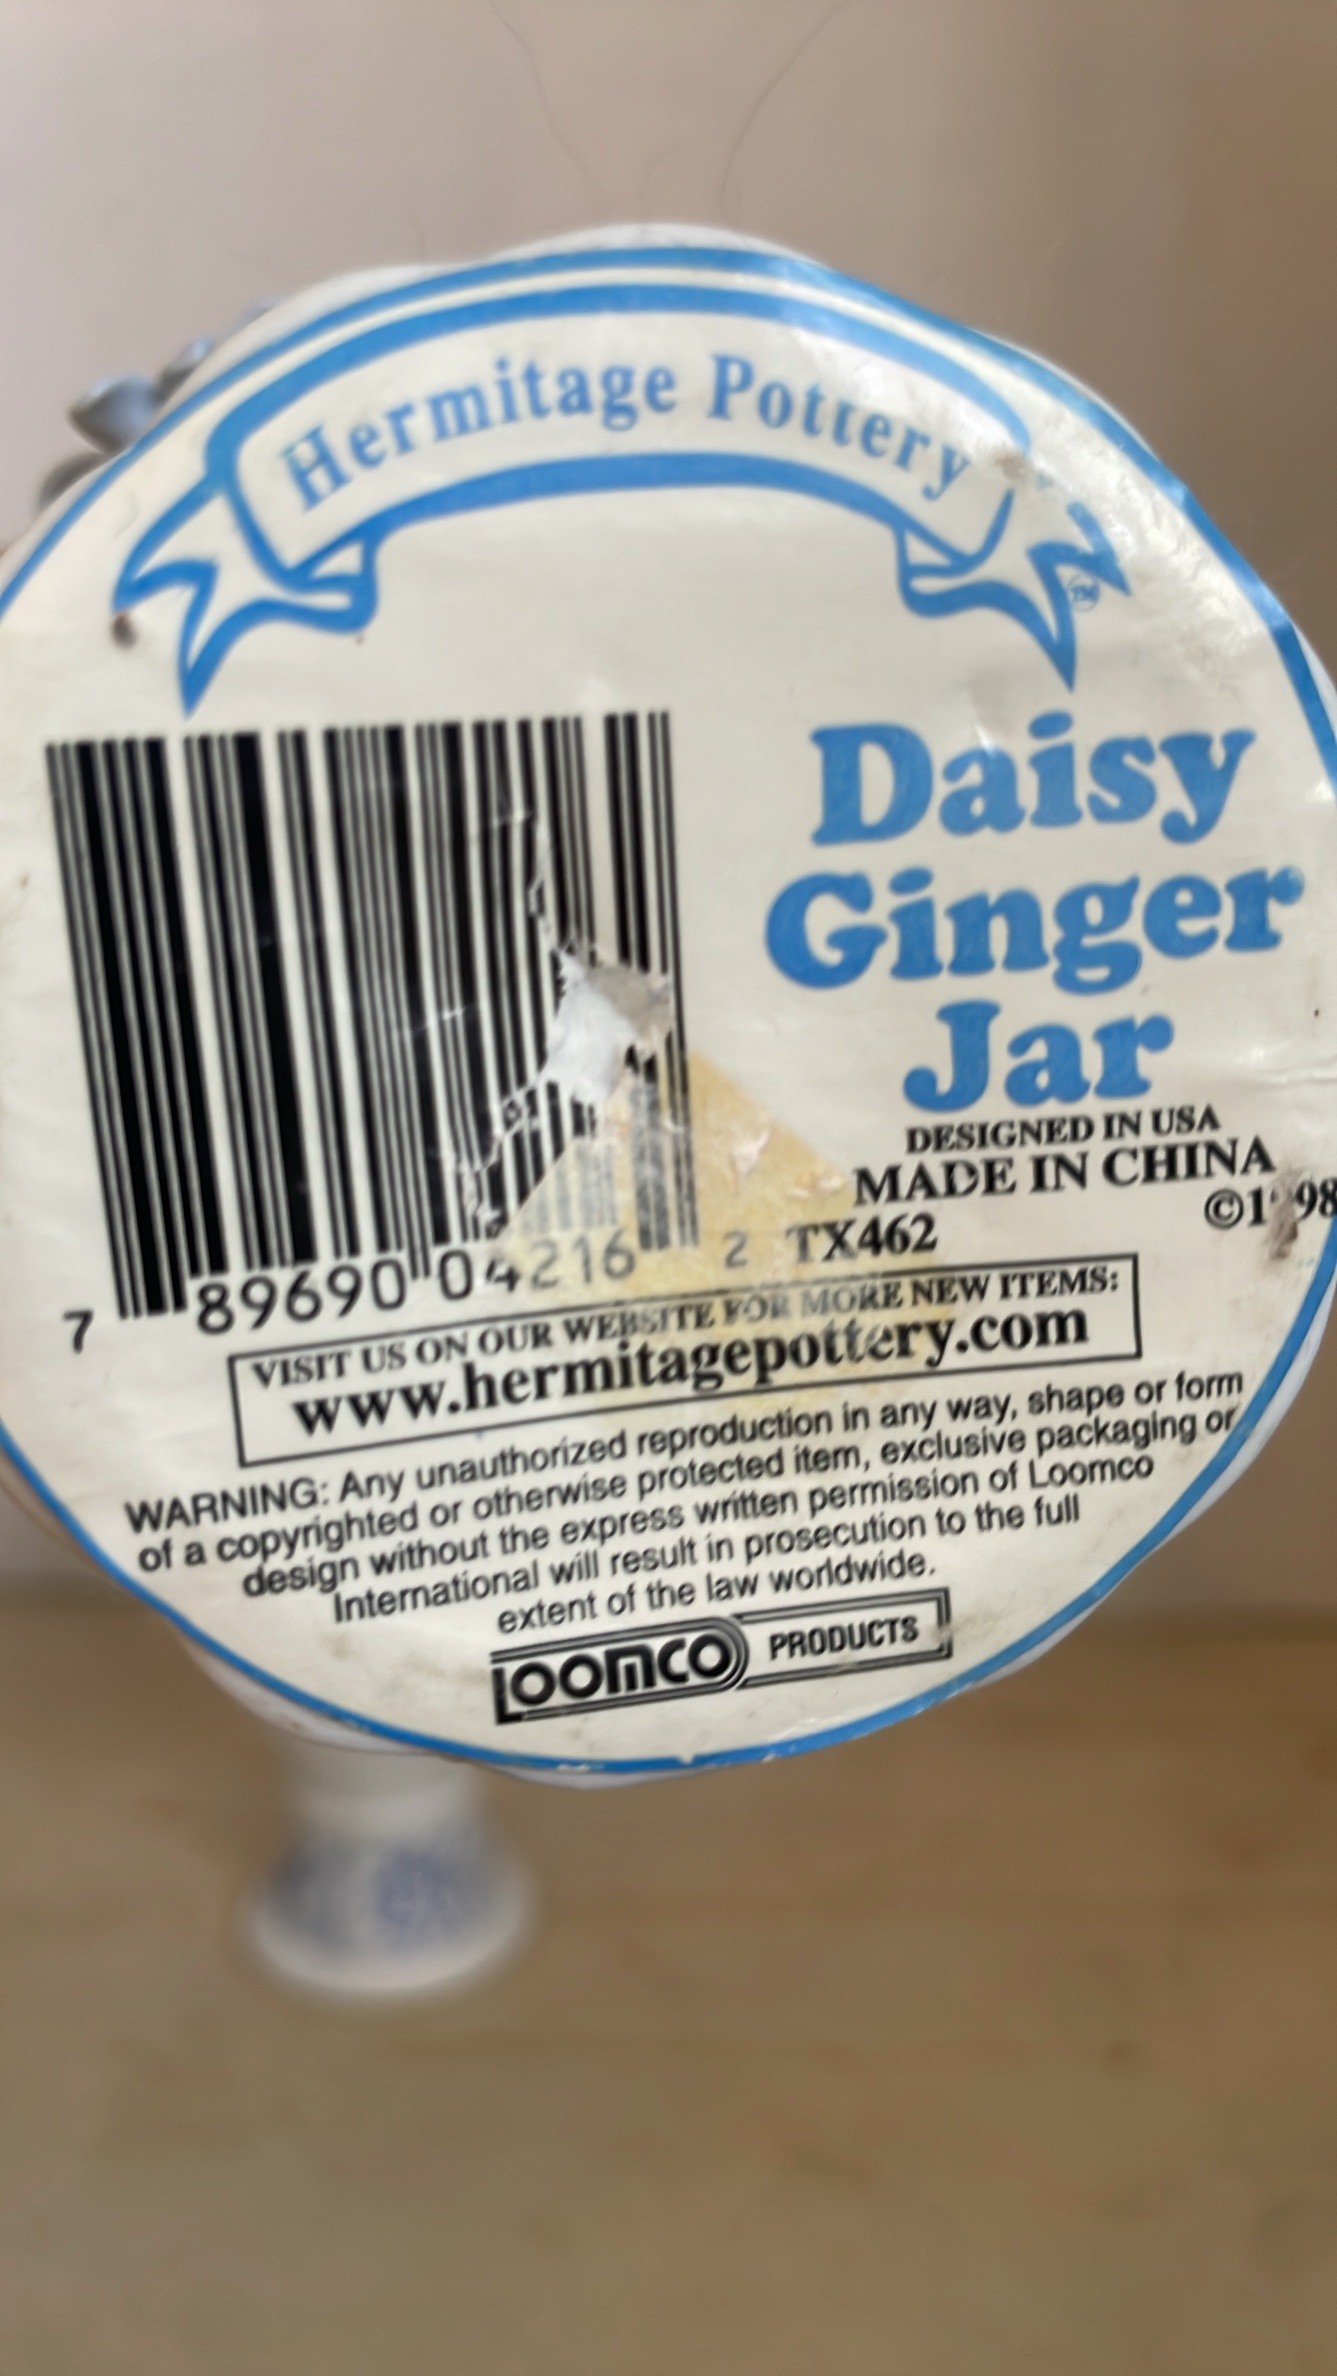 Hermitage Pottery
TM
Daisy
Ginger
Jar
DESIGNED IN USA
MADE IN CHINA
©1998
7 89690 04216 2 TX462
VISIT US ON OUR WEBSITE FOR MORE NEW ITEMS:
www.hermitagepottery.com
WARNING: Any unauthorized reproduction in any way, shape or form
of a copyrighted or otherwise protected item, exclusive packaging or
design without the express written permission of Loomco
International will result in prosecution to the full
extent of the law worldwide.
LOOMCO PRODUCTS